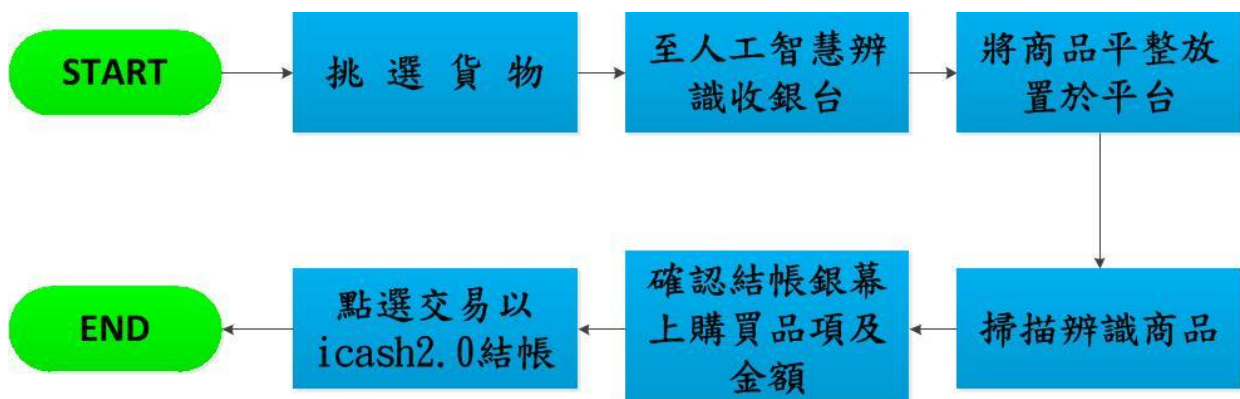 START
挑選貨物
至人工智慧辨
識收銀台
將商品平整放
置於平台
掃描辨識商品
確認結帳銀幕
上購買品項及
金額
點選交易以
icash2.0結帳
END